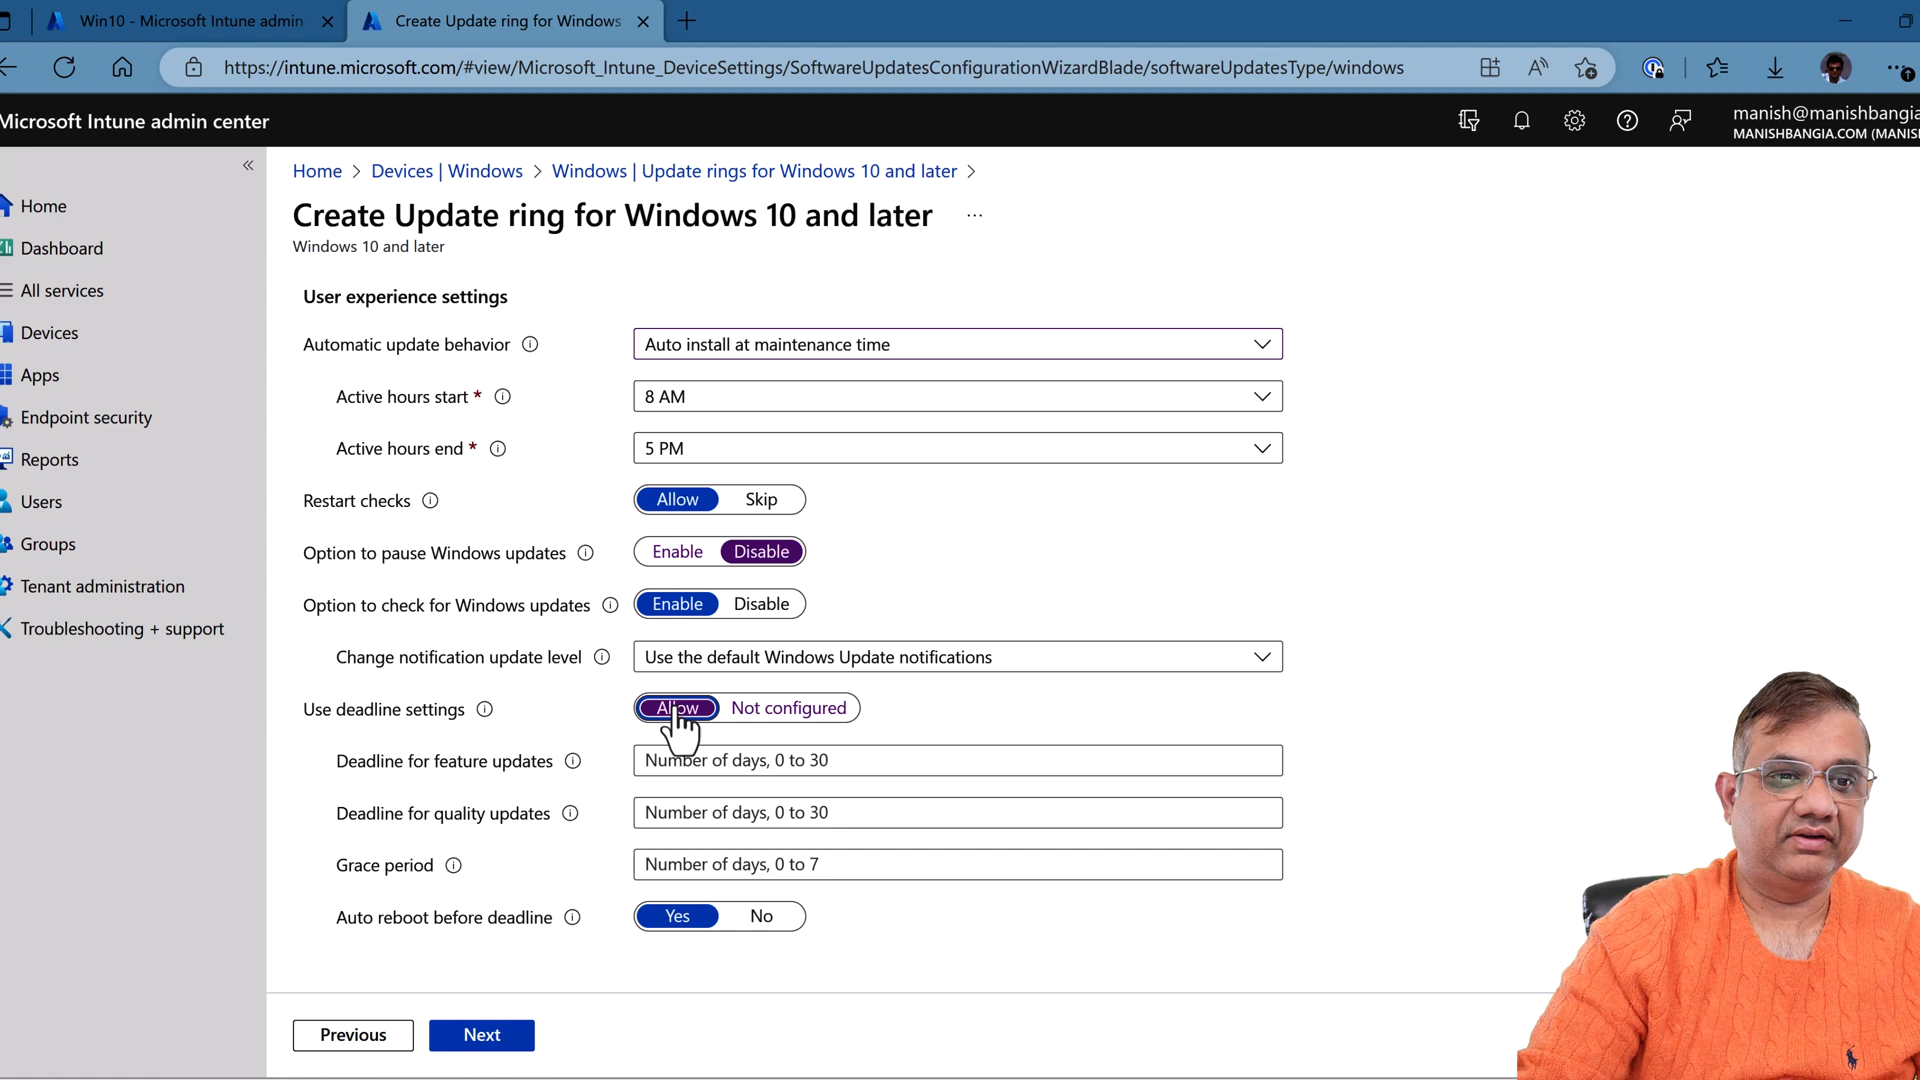 Win10 - Microsoft Intune admin
Create Update ring for Windows
https://intune.microsoft.com/#view/Microsoft_Intune_DeviceSettings/SoftwareUpdatesConfigurationWizardBlade/softwareUpdatesType/windows
Microsoft Intune admin center
manish@manishbangia
MANISHBANGIA.COM (MANIS
Home
Dashboard
All services
Devices
Apps
Endpoint security
Reports
Users
Groups
Tenant administration
Troubleshooting + support
Home > Devices | Windows > Windows | Update rings for Windows 10 and later >
Create Update ring for Windows 10 and later ...
Windows 10 and later
User experience settings
Automatic update behavior Auto install at maintenance time
Active hours start * 8 AM
Active hours end * 5 PM
Restart checks Allow Skip
Option to pause Windows updates Enable Disable
Option to check for Windows updates Enable Disable
Change notification update level Use the default Windows Update notifications
Use deadline settings Allow Not configured
Deadline for feature updates Number of days, 0 to 30
Deadline for quality updates Number of days, 0 to 30
Grace period Number of days, 0 to 7
Auto reboot before deadline Yes No
Previous Next